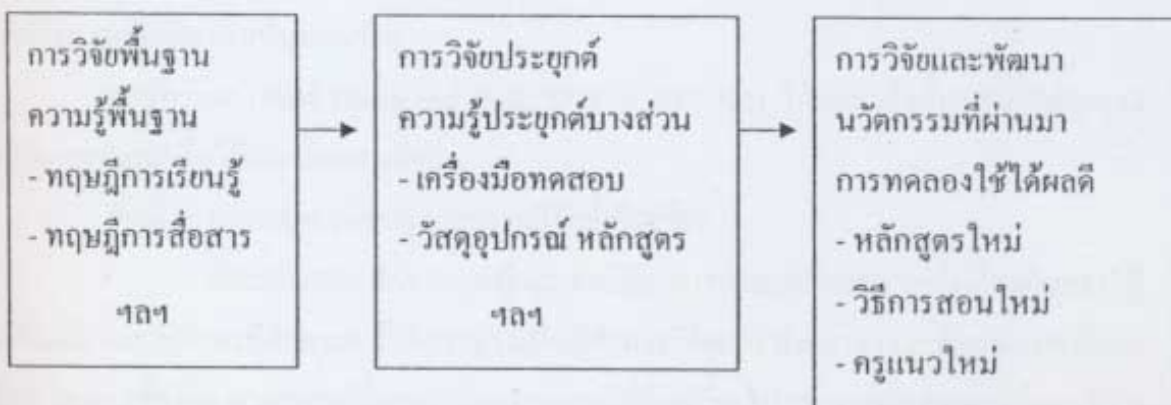 การวิจัยพื้นฐาน
ความรู้พื้นฐาน
- ทฤษฎีการเรียนรู้
- ทฤษฎีการสื่อสาร
ฯลฯ
การวิจัยประยุกต์
ความรู้ประยุกต์บางส่วน
- เครื่องมือทดสอบ
- วัสดุอุปกรณ์ หลักสูตร
ฯลฯ
การวิจัยและพัฒนา
นวัตกรรมที่ผ่านมา
การทดลองใช้ได้ผลดี
- หลักสูตรใหม่
- วิธีการสอนใหม่
- ครูแนวใหม่